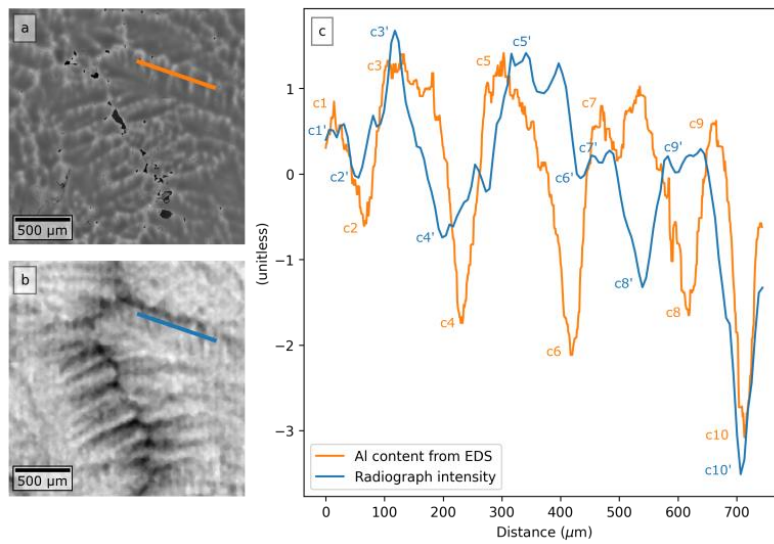 a
500 µm
b
500 µm
c
(unitless)
1
0
−1
−2
−3
c1
c1'
c2'
c2
c3'
c3
c4'
c4
c5'
c5
c6'
c6
c7
c7'
c8'
c8
c9
c9'
c10
c10'
Al content from EDS
Radiograph intensity
0 100 200 300 400 500 600 700
Distance (µm)